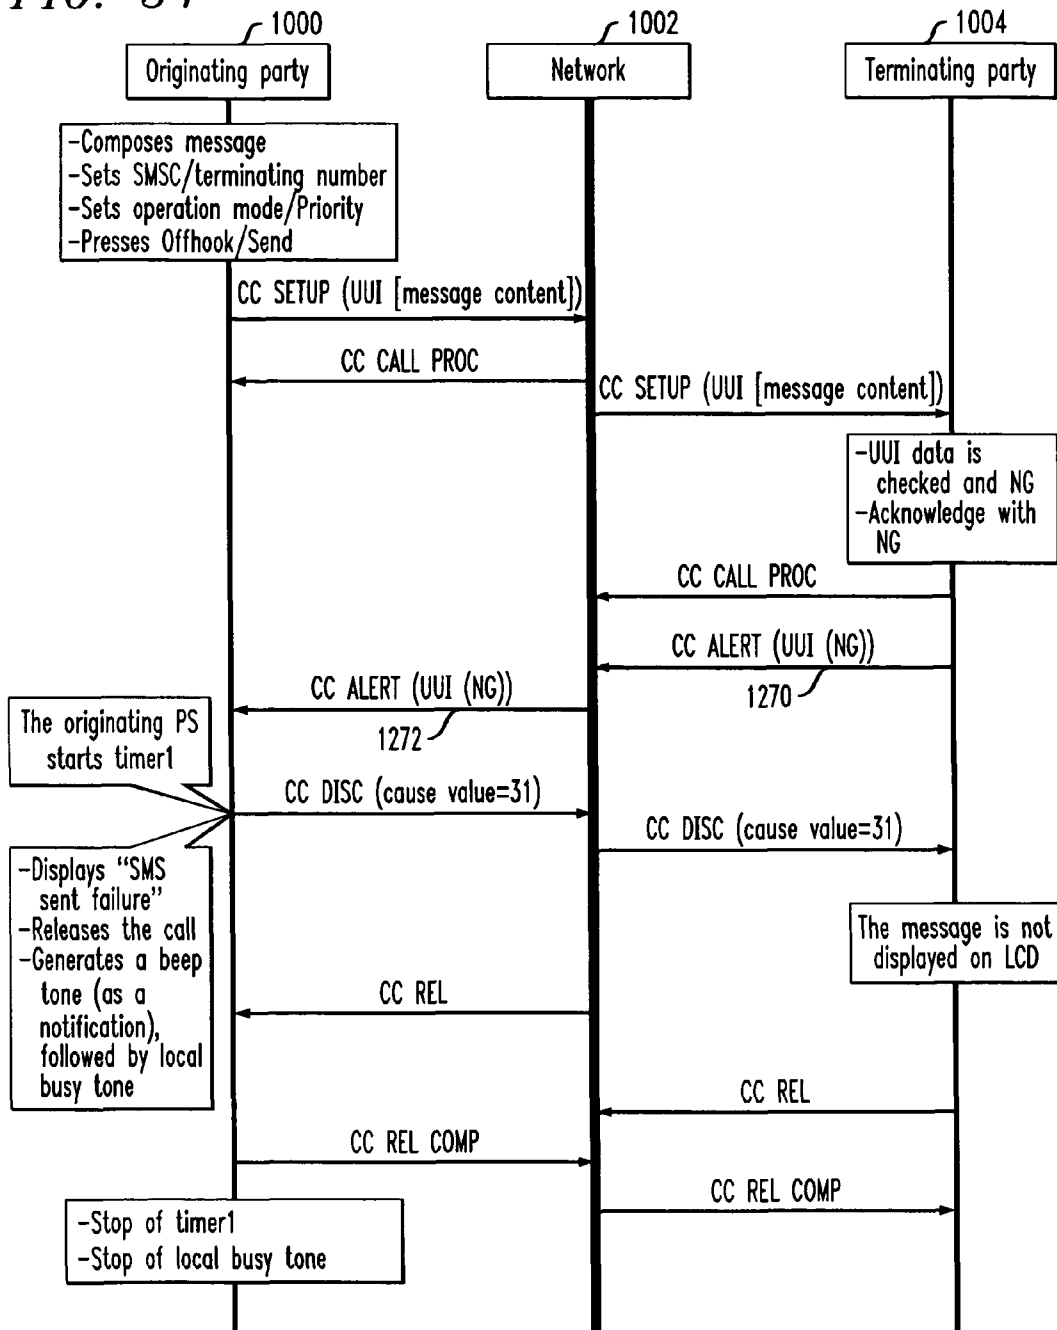 1000
1002
1004
Originating party
Network
Terminating party
-Composes message
-Sets SMSC/terminating number
-Sets operation mode/Priority
-Presses Offhook/Send
CC SETUP (UUI [message content])
CC CALL PROC
CC SETUP (UUI [message content])
-UUI data is
checked and NG
-Acknowledge with
NG
CC CALL PROC
CC ALERT (UUI (NG))
1270
CC ALERT (UUI (NG))
1272
The originating PS
starts timer1
CC DISC (cause value=31)
CC DISC (cause value=31)
-Displays “SMS
sent failure”
-Releases the call
-Generates a beep
tone (as a
notification),
followed by local
busy tone
The message is not
displayed on LCD
CC REL
CC REL
CC REL COMP
CC REL COMP
-Stop of timer1
-Stop of local busy tone